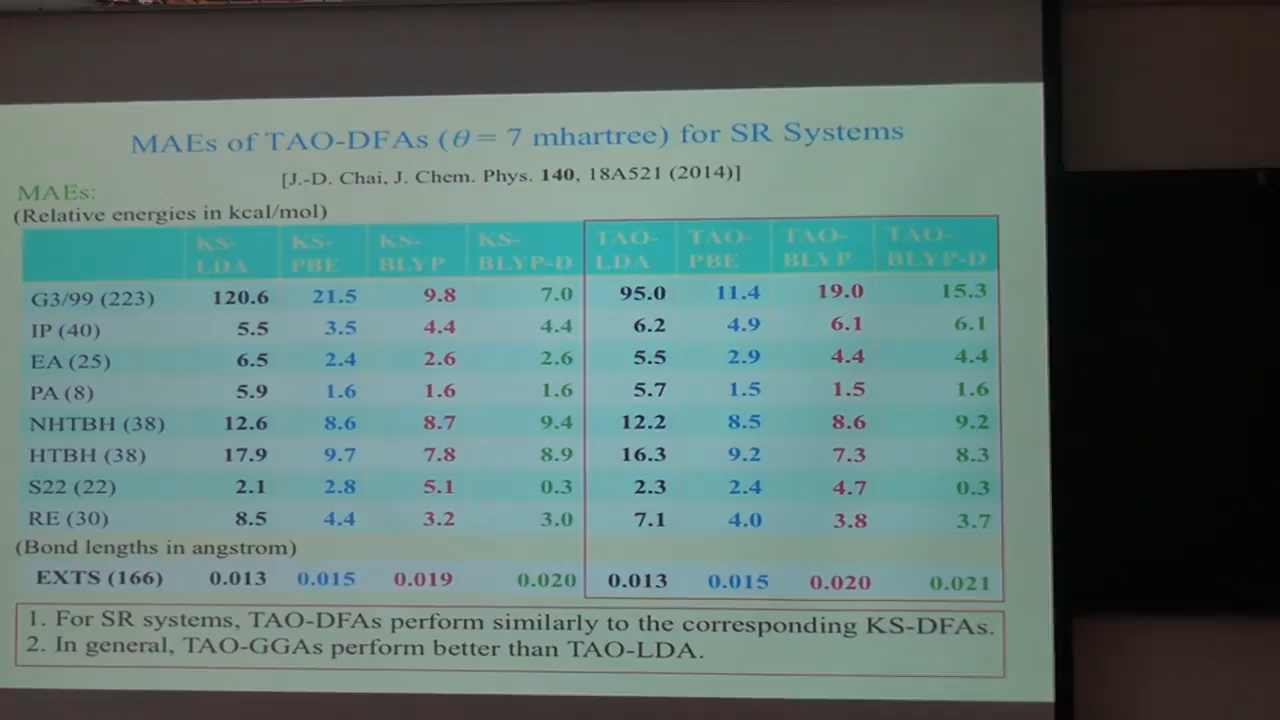 MAEs of TAO-DFAs (θ = 7 mhartree) for SR Systems
[J.-D. Chai, J. Chem. Phys. 140, 18A521 (2014)]
MAEs:
(Relative energies in kcal/mol)
KS-LDA KS-PBE KS-BLYP KS-BLYP-D TAO-LDA TAO-PBE TAO-BLYP TAO-BLYP-D
G3/99 (223) 120.6 21.5 9.8 7.0 95.0 11.4 19.0 15.3
IP (40) 5.5 3.5 4.4 4.4 6.2 4.9 6.1 6.1
EA (25) 6.5 2.4 2.6 2.6 5.5 2.9 4.4 4.4
PA (8) 5.9 1.6 1.6 1.6 5.7 1.5 1.5 1.6
NHTBH (38) 12.6 8.6 8.7 9.4 12.2 8.5 8.6 9.2
HTBH (38) 17.9 9.7 7.8 8.9 16.3 9.2 7.3 8.3
S22 (22) 2.1 2.8 5.1 0.3 2.3 2.4 4.7 0.3
RE (30) 8.5 4.4 3.2 3.0 7.1 4.0 3.8 3.7
(Bond lengths in angstrom)
EXTS (166) 0.013 0.015 0.019 0.020 0.013 0.015 0.020 0.021
1. For SR systems, TAO-DFAs perform similarly to the corresponding KS-DFAs.
2. In general, TAO-GGAs perform better than TAO-LDA.